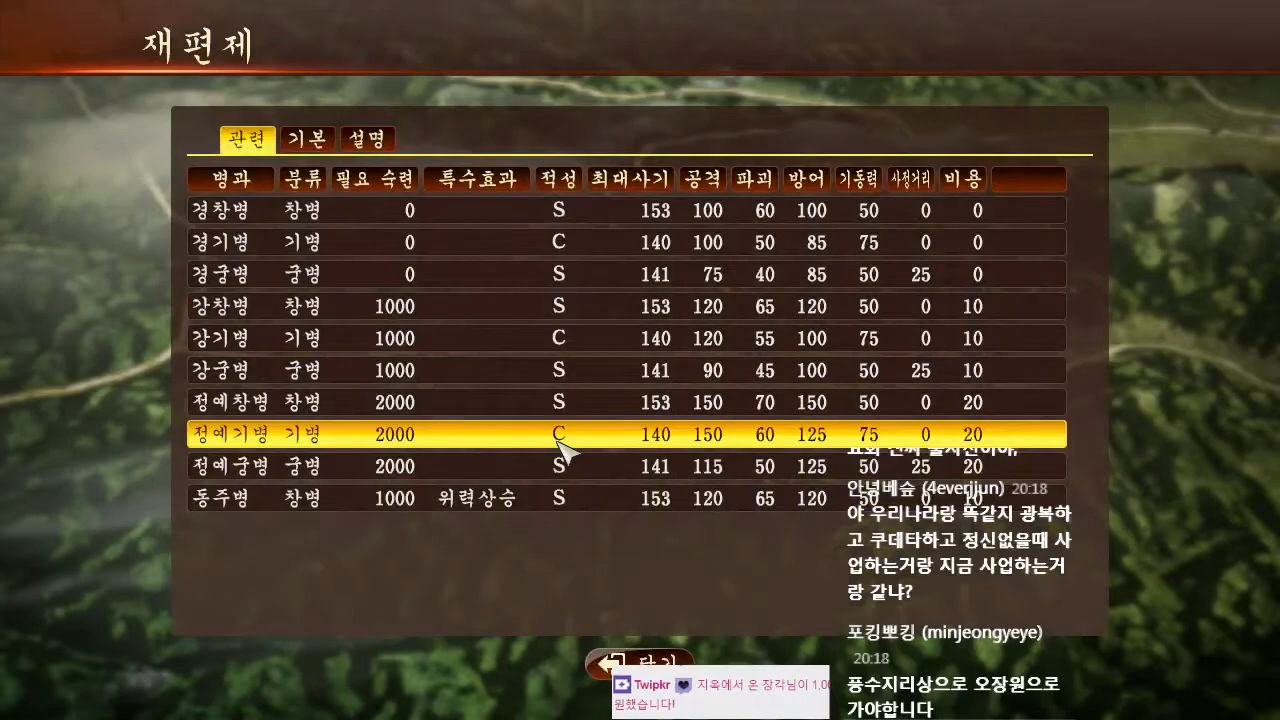 재편제
관련 기본 설명
병과 분류 필요 숙련 특수효과 적성 최대사기 공격 파괴 방어 기동력 사정거리 비용
경창병 창병 0 S 153 100 60 100 50 0 0
경기병 기병 0 C 140 100 50 85 75 0 0
경궁병 궁병 0 S 141 75 40 85 50 25 0
강창병 창병 1000 S 153 120 65 120 50 0 10
강기병 기병 1000 C 140 120 55 100 75 0 10
강궁병 궁병 1000 S 141 90 45 100 50 25 10
정예창병 창병 2000 S 153 150 70 150 50 0 20
정예기병 기병 2000 C 140 150 60 125 75 0 20
정예궁병 궁병 2000 S 141 115 50 125 50 25 20
동주병 창병 1000 위력상승 S 153 120 65 120 50 0 10
안녕베숲 (4everijun) 20:18
야 우리나라랑 똑같지 광복하
고 쿠데타하고 정신없을때 사
업하는거랑 지금 사업하는거
랑 같냐?
포킹뽀킹 (minjeongyeye)
20:18
풍수지리상으로 오장원으로
가야합니다
닫기
Twipkr 지옥에서 온 장각님이 1,00
원했습니다!